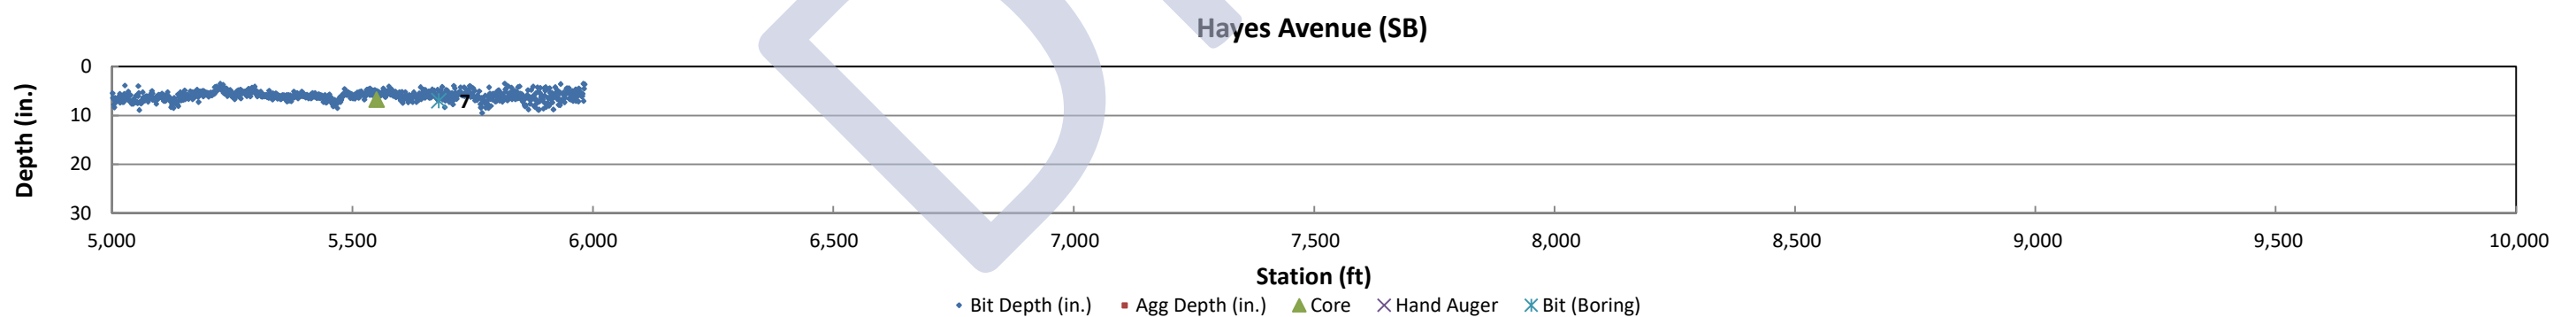 Hayes Avenue (SB)
Depth (in.)
0
10
20
30
7
5,000 5,500 6,000 6,500 7,000 7,500 8,000 8,500 9,000 9,500 10,000
Station (ft)
Bit Depth (in.) Agg Depth (in.) Core Hand Auger Bit (Boring)